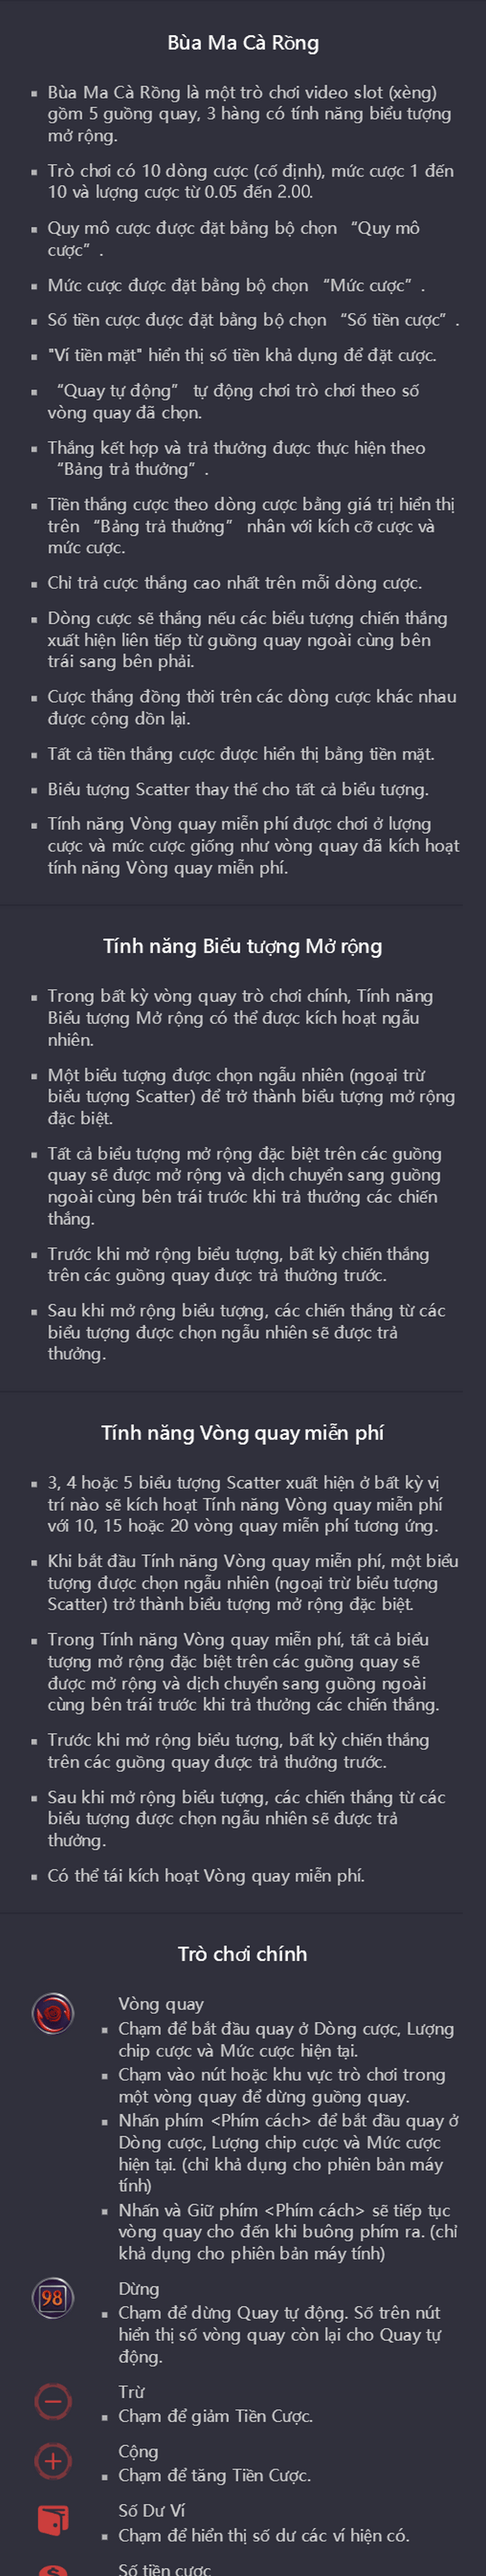 Bùa Ma Cà Rồng
Bùa Ma Cà Rồng là một trò chơi video slot (xèng)
gồm 5 guồng quay, 3 hàng có tính năng biểu tượng
mở rộng.
Trò chơi có 10 dòng cược (cố định), mức cược 1 đến
10 và lượng cược từ 0.05 đến 2.00.
Quy mô cược được đặt bằng bộ chọn “Quy mô
cược” .
Mức cược được đặt bằng bộ chọn “Mức cược” .
Số tiền cược được đặt bằng bộ chọn “Số tiền cược” .
"Ví tiền mặt" hiển thị số tiền khả dụng để đặt cược.
“Quay tự động” tự động chơi trò chơi theo số
vòng quay đã chọn.
Thắng kết hợp và trả thưởng được thực hiện theo
“Bảng trả thưởng” .
Tiền thắng cược theo dòng cược bằng giá trị hiển thị
trên “Bảng trả thưởng” nhân với kích cỡ cược và
mức cược.
Chỉ trả cược thắng cao nhất trên mỗi dòng cược.
Dòng cược sẽ thắng nếu các biểu tượng chiến thắng
xuất hiện liên tiếp từ guồng quay ngoài cùng bên
trái sang bên phải.
Cược thắng đồng thời trên các dòng cược khác nhau
được cộng dồn lại.
Tất cả tiền thắng cược được hiển thị bằng tiền mặt.
Biểu tượng Scatter thay thế cho tất cả biểu tượng.
Tính năng Vòng quay miễn phí được chơi ở lượng
cược và mức cược giống như vòng quay đã kích hoạt
tính năng Vòng quay miễn phí.
Tính năng Biểu tượng Mở rộng
Trong bất kỳ vòng quay trò chơi chính, Tính năng
Biểu tượng Mở rộng có thể được kích hoạt ngẫu
nhiên.
Một biểu tượng được chọn ngẫu nhiên (ngoại trừ
biểu tượng Scatter) để trở thành biểu tượng mở rộng
đặc biệt.
Tất cả biểu tượng mở rộng đặc biệt trên các guồng
quay sẽ được mở rộng và dịch chuyển sang guồng
ngoài cùng bên trái trước khi trả thưởng các chiến
thắng.
Trước khi mở rộng biểu tượng, bất kỳ chiến thắng
trên các guồng quay được trả thưởng trước.
Sau khi mở rộng biểu tượng, các chiến thắng từ các
biểu tượng được chọn ngẫu nhiên sẽ được trả
thưởng.
Tính năng Vòng quay miễn phí
3, 4 hoặc 5 biểu tượng Scatter xuất hiện ở bất kỳ vị
trí nào sẽ kích hoạt Tính năng Vòng quay miễn phí
với 10, 15 hoặc 20 vòng quay miễn phí tương ứng.
Khi bắt đầu Tính năng Vòng quay miễn phí, một biểu
tượng được chọn ngẫu nhiên (ngoại trừ biểu tượng
Scatter) trở thành biểu tượng mở rộng đặc biệt.
Trong Tính năng Vòng quay miễn phí, tất cả biểu
tượng mở rộng đặc biệt trên các guồng quay sẽ
được mở rộng và dịch chuyển sang guồng ngoài
cùng bên trái trước khi trả thưởng các chiến thắng.
Trước khi mở rộng biểu tượng, bất kỳ chiến thắng
trên các guồng quay được trả thưởng trước.
Sau khi mở rộng biểu tượng, các chiến thắng từ các
biểu tượng được chọn ngẫu nhiên sẽ được trả
thưởng.
Có thể tái kích hoạt Vòng quay miễn phí.
Trò chơi chính
Vòng quay
Chạm để bắt đầu quay ở Dòng cược, Lượng
chip cược và Mức cược hiện tại.
Chạm vào nút hoặc khu vực trò chơi trong
một vòng quay để dừng guồng quay.
Nhấn phím <Phím cách> để bắt đầu quay ở
Dòng cược, Lượng chip cược và Mức cược
hiện tại. (chỉ khả dụng cho phiên bản máy
tính)
Nhấn và Giữ phím <Phím cách> sẽ tiếp tục
vòng quay cho đến khi buông phím ra. (chỉ
khả dụng cho phiên bản máy tính)
98
Dừng
Chạm để dừng Quay tự động. Số trên nút
hiển thị số vòng quay còn lại cho Quay tự
động.
Trừ
Chạm để giảm Tiền Cược.
Cộng
Chạm để tăng Tiền Cược.
Số Dư Ví
Chạm để hiển thị số dư các ví hiện có.
Số tiền cược